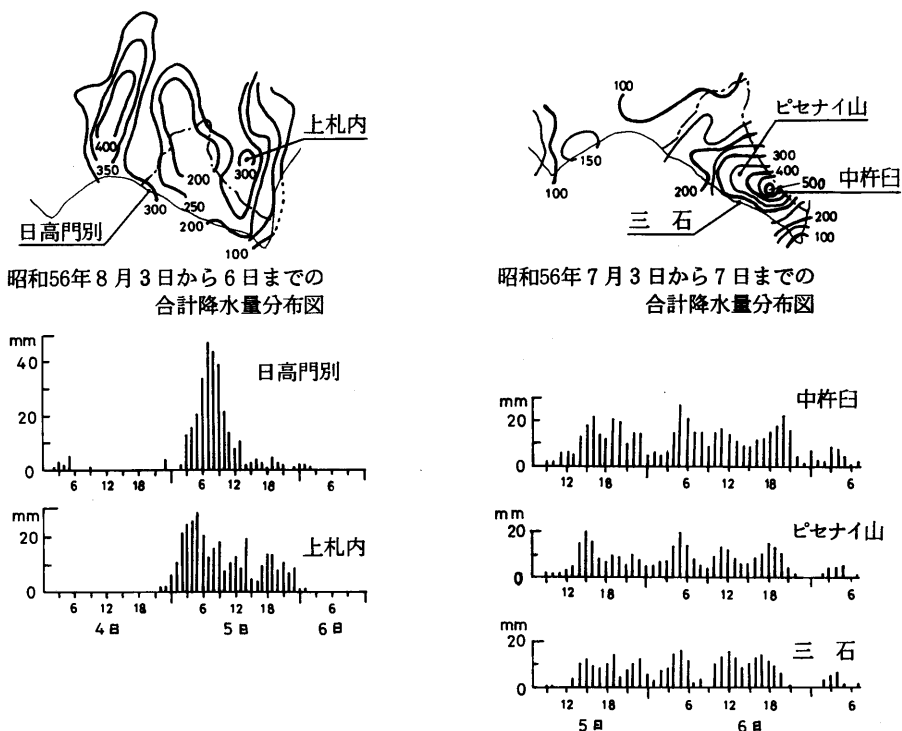 上札内
400
350
300
200
250
200
300
100
日高門別
昭和56年8月3日から6日までの
合計降水量分布図
100
150
100
200
300
400
500
200
100
ピセナイ山
中杵臼
三石
昭和56年7月3日から7日までの
合計降水量分布図
mm
40
20
0
日高門別
6 12 18 6 12 18 6
mm
20
0
上札内
6 12 18 6 12 18 6
4日 5日 6日
mm
20
0
中杵臼
12 18 6 12 18 6
mm
20
0
ピセナイ山
12 18 6 12 18 6
mm
20
0
三石
12 18 6 12 18 6
5日 6日